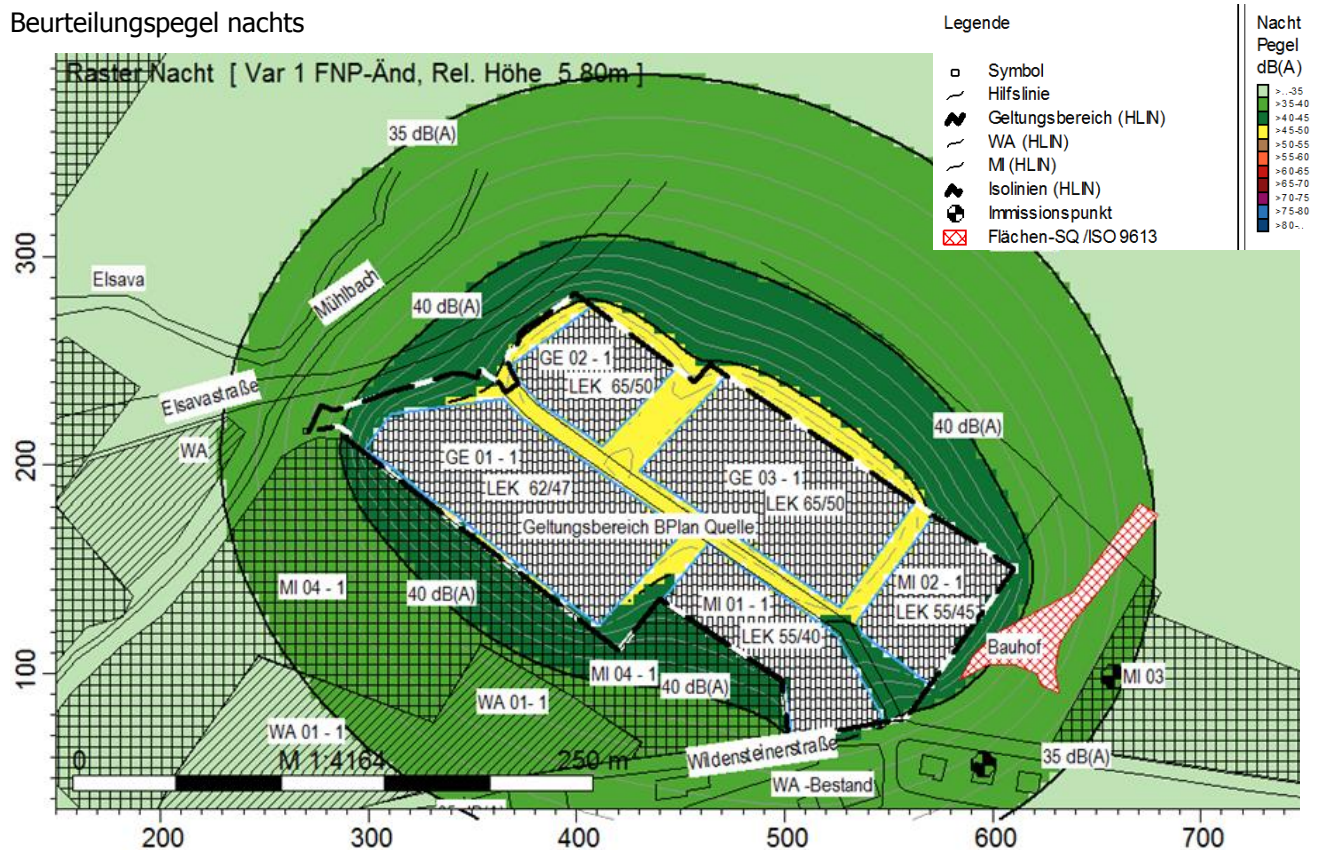 Beurteilungspegel nachts
Raster Nacht [ Var 1 FNP-Änd, Rel. Höhe 5.80m ]
Legende
Symbol
Hilfslinie
Geltungsbereich (HLIN)
WA (HLIN)
MI (HLIN)
Isolinien (HLIN)
Immissionspunkt
Flächen-SQ /ISO 9613
Nacht
Pegel
dB(A)
>..-35
>35-40
>40-45
>45-50
>50-55
>55-60
>60-65
>65-70
>70-75
>75-80
>80-..
35 dB(A)
Elsava
Mühlbach
40 dB(A)
GE 02 - 1
LEK 65/50
Elsavastraße
WA
40 dB(A)
GE 01 - 1
LEK 62/47
GE 03 - 1
LEK 65/50
Geltungsbereich BPlan Quelle
MI 04 - 1
40 dB(A)
MI 02 - 1
LEK 55/45
MI 01 - 1
LEK 55/40
Bauhof
MI 03
MI 04 - 1
40 dB(A)
WA 01- 1
WA 01 - 1
Wildensteinerstraße
35 dB(A)
WA -Bestand
0
M 1:4164
250 m
300
200
100
200
300
400
500
600
700